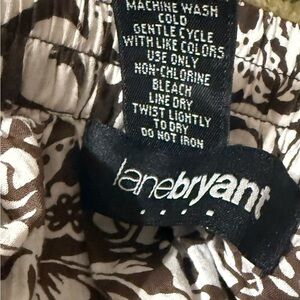 MACHINE WASH
COLD
GENTLE CYCLE
WITH LIKE COLORS
USE ONLY
NON-CHLORINE
BLEACH
LINE DRY
TWIST LIGHTLY
TO DRY
DO NOT IRON
lanebryant